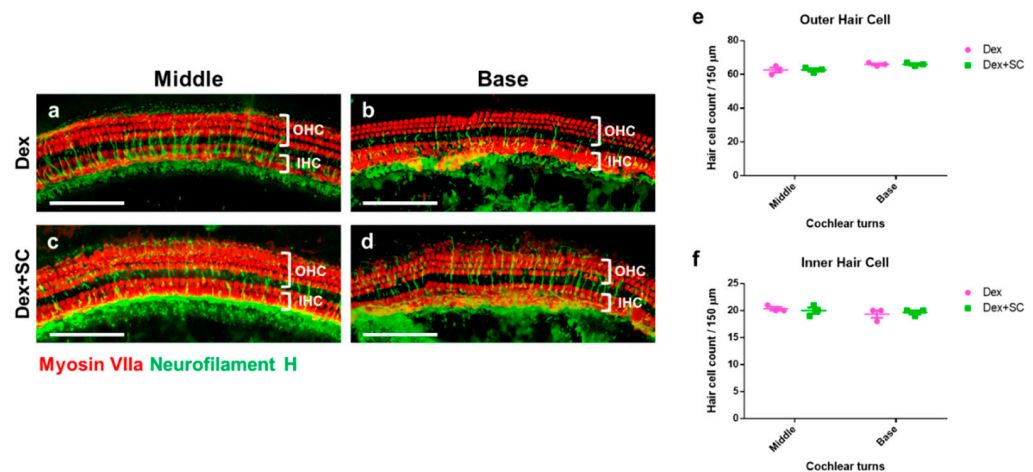 Middle Base
Dex
a
OHC
IHC
b
OHC
IHC
Dex+SC
c
OHC
IHC
d
OHC
IHC
Myosin VIIa Neurofilament H
e
Outer Hair Cell
Hair cell count / 150 µm
80
60
40
20
0
Middle
Base
Cochlear turns
Dex
Dex+SC
f
Inner Hair Cell
Hair cell count / 150 µm
25
20
15
10
5
0
Middle
Base
Cochlear turns
Dex
Dex+SC